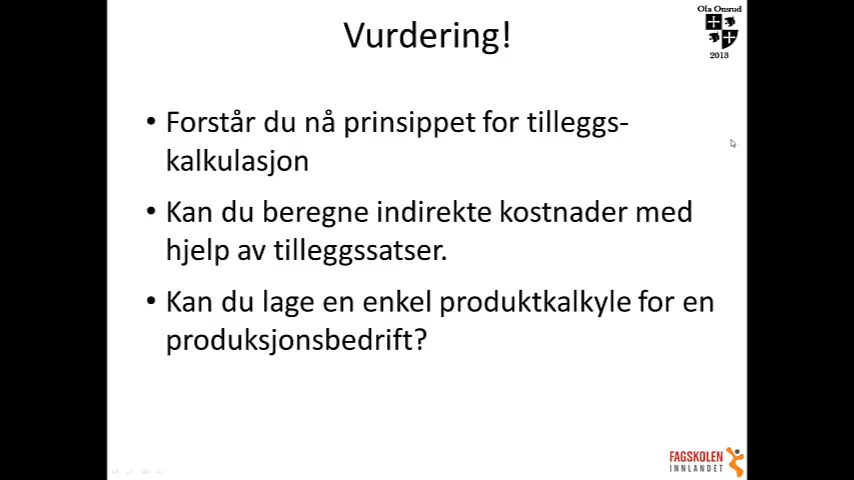 Vurdering!
Ola Onsrud
2013
• Forstår du nå prinsippet for tilleggs-
kalkulasjon
• Kan du beregne indirekte kostnader med
hjelp av tilleggssatser.
• Kan du lage en enkel produktkalkyle for en
produksjonsbedrift?
FAGSKOLEN
INNLANDET